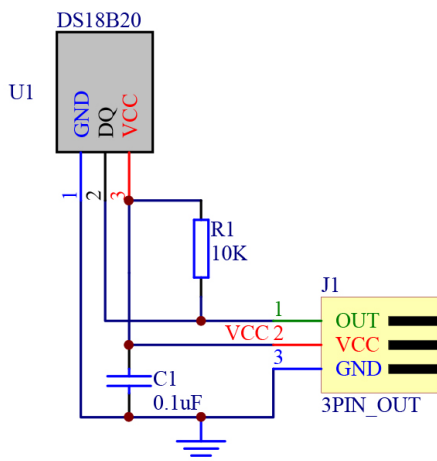 DS18B20
U1
GND
DQ
VCC
1
2
3
R1
10K
J1
1
OUT
VCC 2
VCC
3
GND
C1
0.1uF
3PIN_OUT